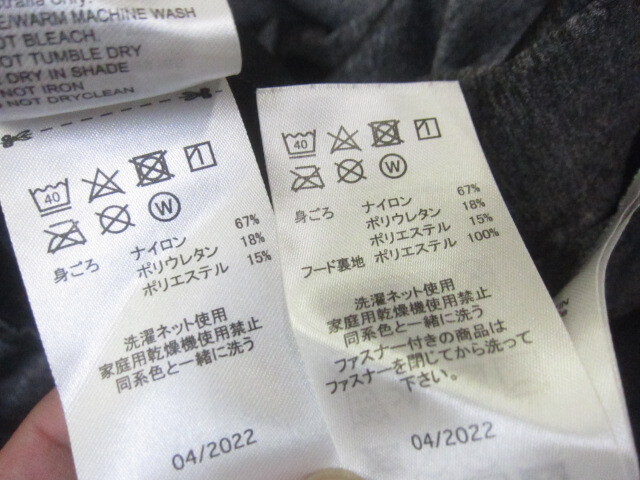 stralia only:
E/WARM MACHINE WASH
OT BLEACH.
OT TUMBLE DRY
DRY IN SHADE
NOT IRON
O NOT DRYCLEAN
40
W
身ごろ ナイロン 67%
ポリウレタン 18%
ポリエステル 15%
洗濯ネット使用
家庭用乾燥機使用禁止
同系色と一緒に洗う
04/2022
40
W
身ごろ ナイロン 67%
ポリウレタン 18%
ポリエステル 15%
フード裏地 ポリエステル 100%
洗濯ネット使用
家庭用乾燥機使用禁止
同系色と一緒に洗う
ファスナー付きの商品は
ファスナーを閉じてから洗って
下さい。
04/2022